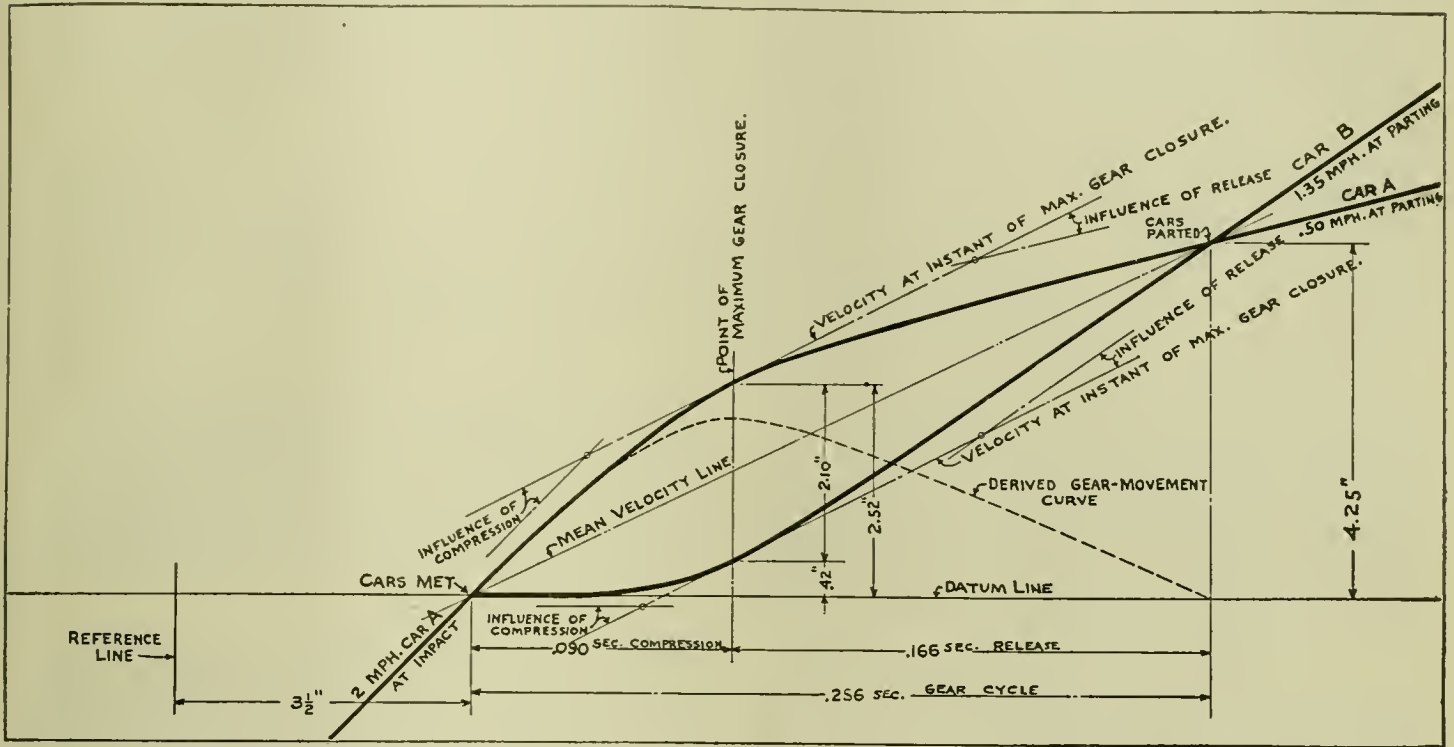 POINT OF
MAXIMUM GEAR CLOSURE.
VELOCITY AT INSTANT OF MAX. GEAR CLOSURE.
INFLUENCE OF RELEASE
CAR B
1.35 MPH. AT PARTING
CAR A
.50 MPH. AT PARTING
CARS
PARTED
INFLUENCE OF RELEASE
VELOCITY AT INSTANT OF MAX. GEAR CLOSURE.
INFLUENCE OF
COMPRESSION
MEAN VELOCITY LINE
2.10"
2.52"
.42"
4.25"
DERIVED GEAR-MOVEMENT
CURVE
CARS MET
DATUM LINE
INFLUENCE OF
COMPRESSION
REFERENCE
LINE
2 MPH. CAR A
AT IMPACT
.090 SEC. COMPRESSION
.166 SEC. RELEASE
3½"
.256 SEC. GEAR CYCLE